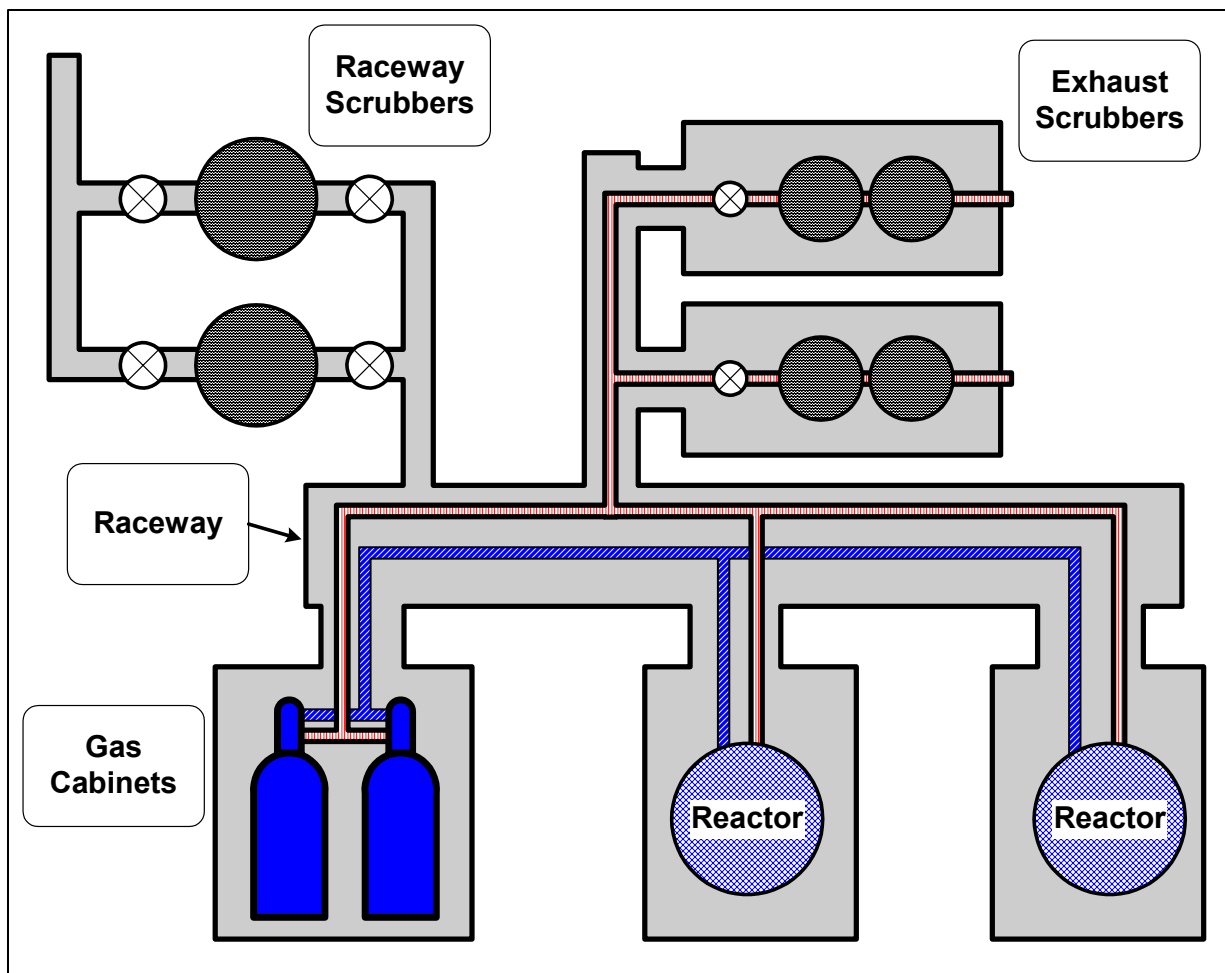 Raceway
Scrubbers
Exhaust
Scrubbers
Raceway
Gas
Cabinets
Reactor
Reactor